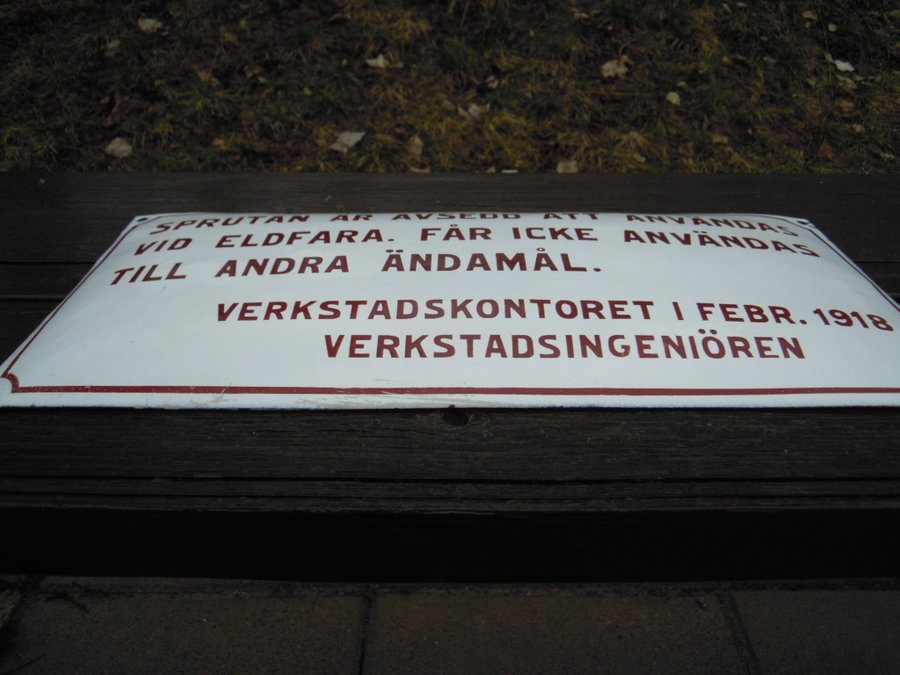 SPRUTAN ÄR AVSEDD ATT ANVÄNDAS
VID ELDFARA. FÅR ICKE ANVÄNDAS
TILL ANDRA ÄNDAMÅL.
VERKSTADSKONTORET I FEBR. 1918
VERKSTADSINGENIÖREN